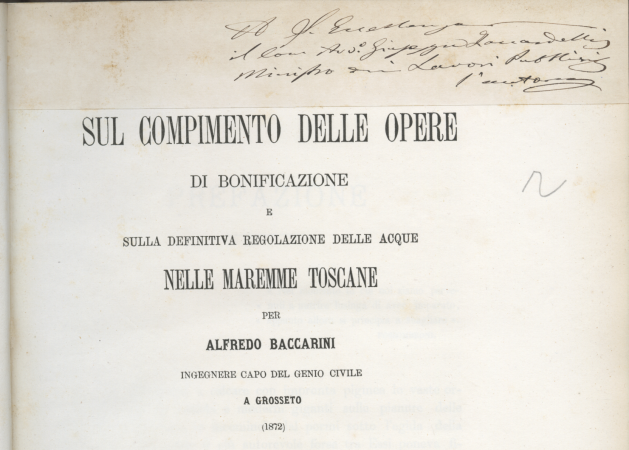 A S. Eccellenza
il Com Avv.o Giuseppe Zanardelli
Ministro dei Lavori Pubblici
l'autore
SUL COMPIMENTO DELLE OPERE
DI BONIFICAZIONE
E
SULLA DEFINITIVA REGOLAZIONE DELLE ACQUE
NELLE MAREMME TOSCANE
PER
ALFREDO BACCARINI
INGEGNERE CAPO DEL GENIO CIVILE
A GROSSETO
(1872)